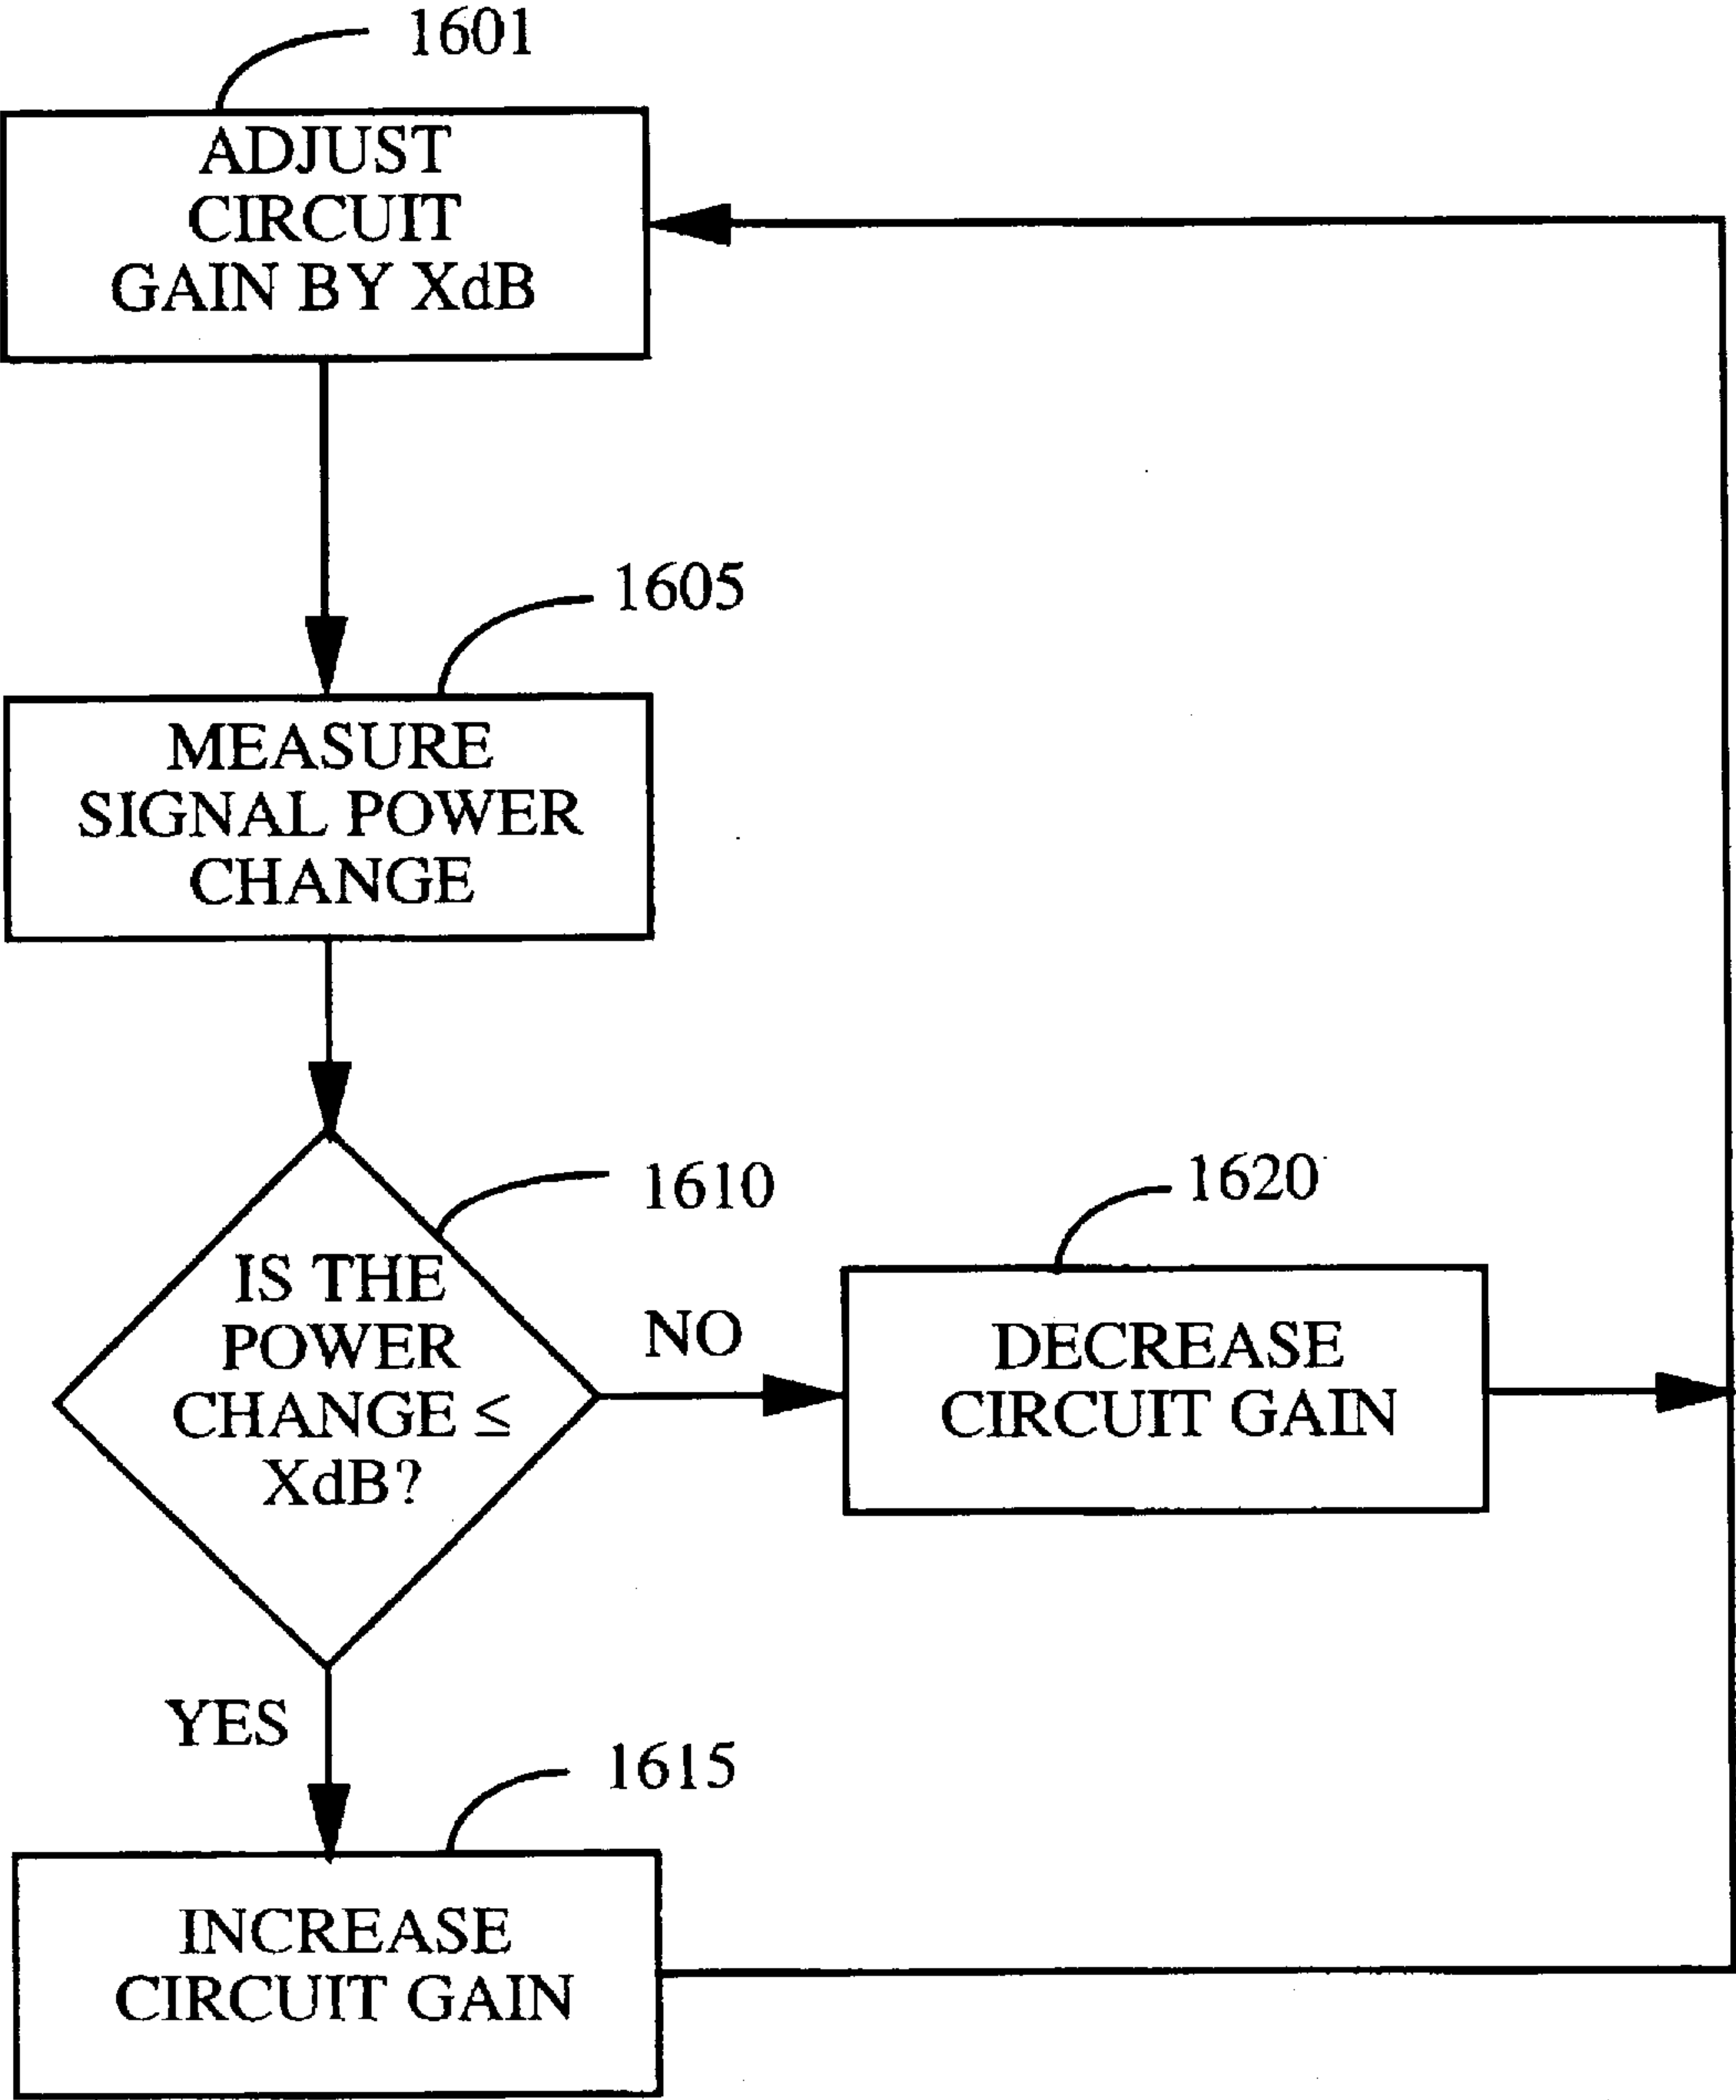 1601
ADJUST
CIRCUIT
GAIN BY XdB
1605
MEASURE
SIGNAL POWER
CHANGE
1610
IS THE
POWER
CHANGE ≤
XdB?
NO
1620
DECREASE
CIRCUIT GAIN
YES
1615
INCREASE
CIRCUIT GAIN